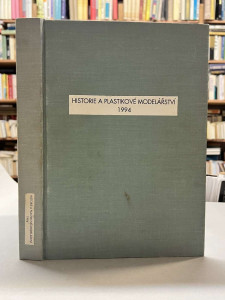 HISTORIE A PLASTIKOVÉ MODELÁŘSTVÍ
1994